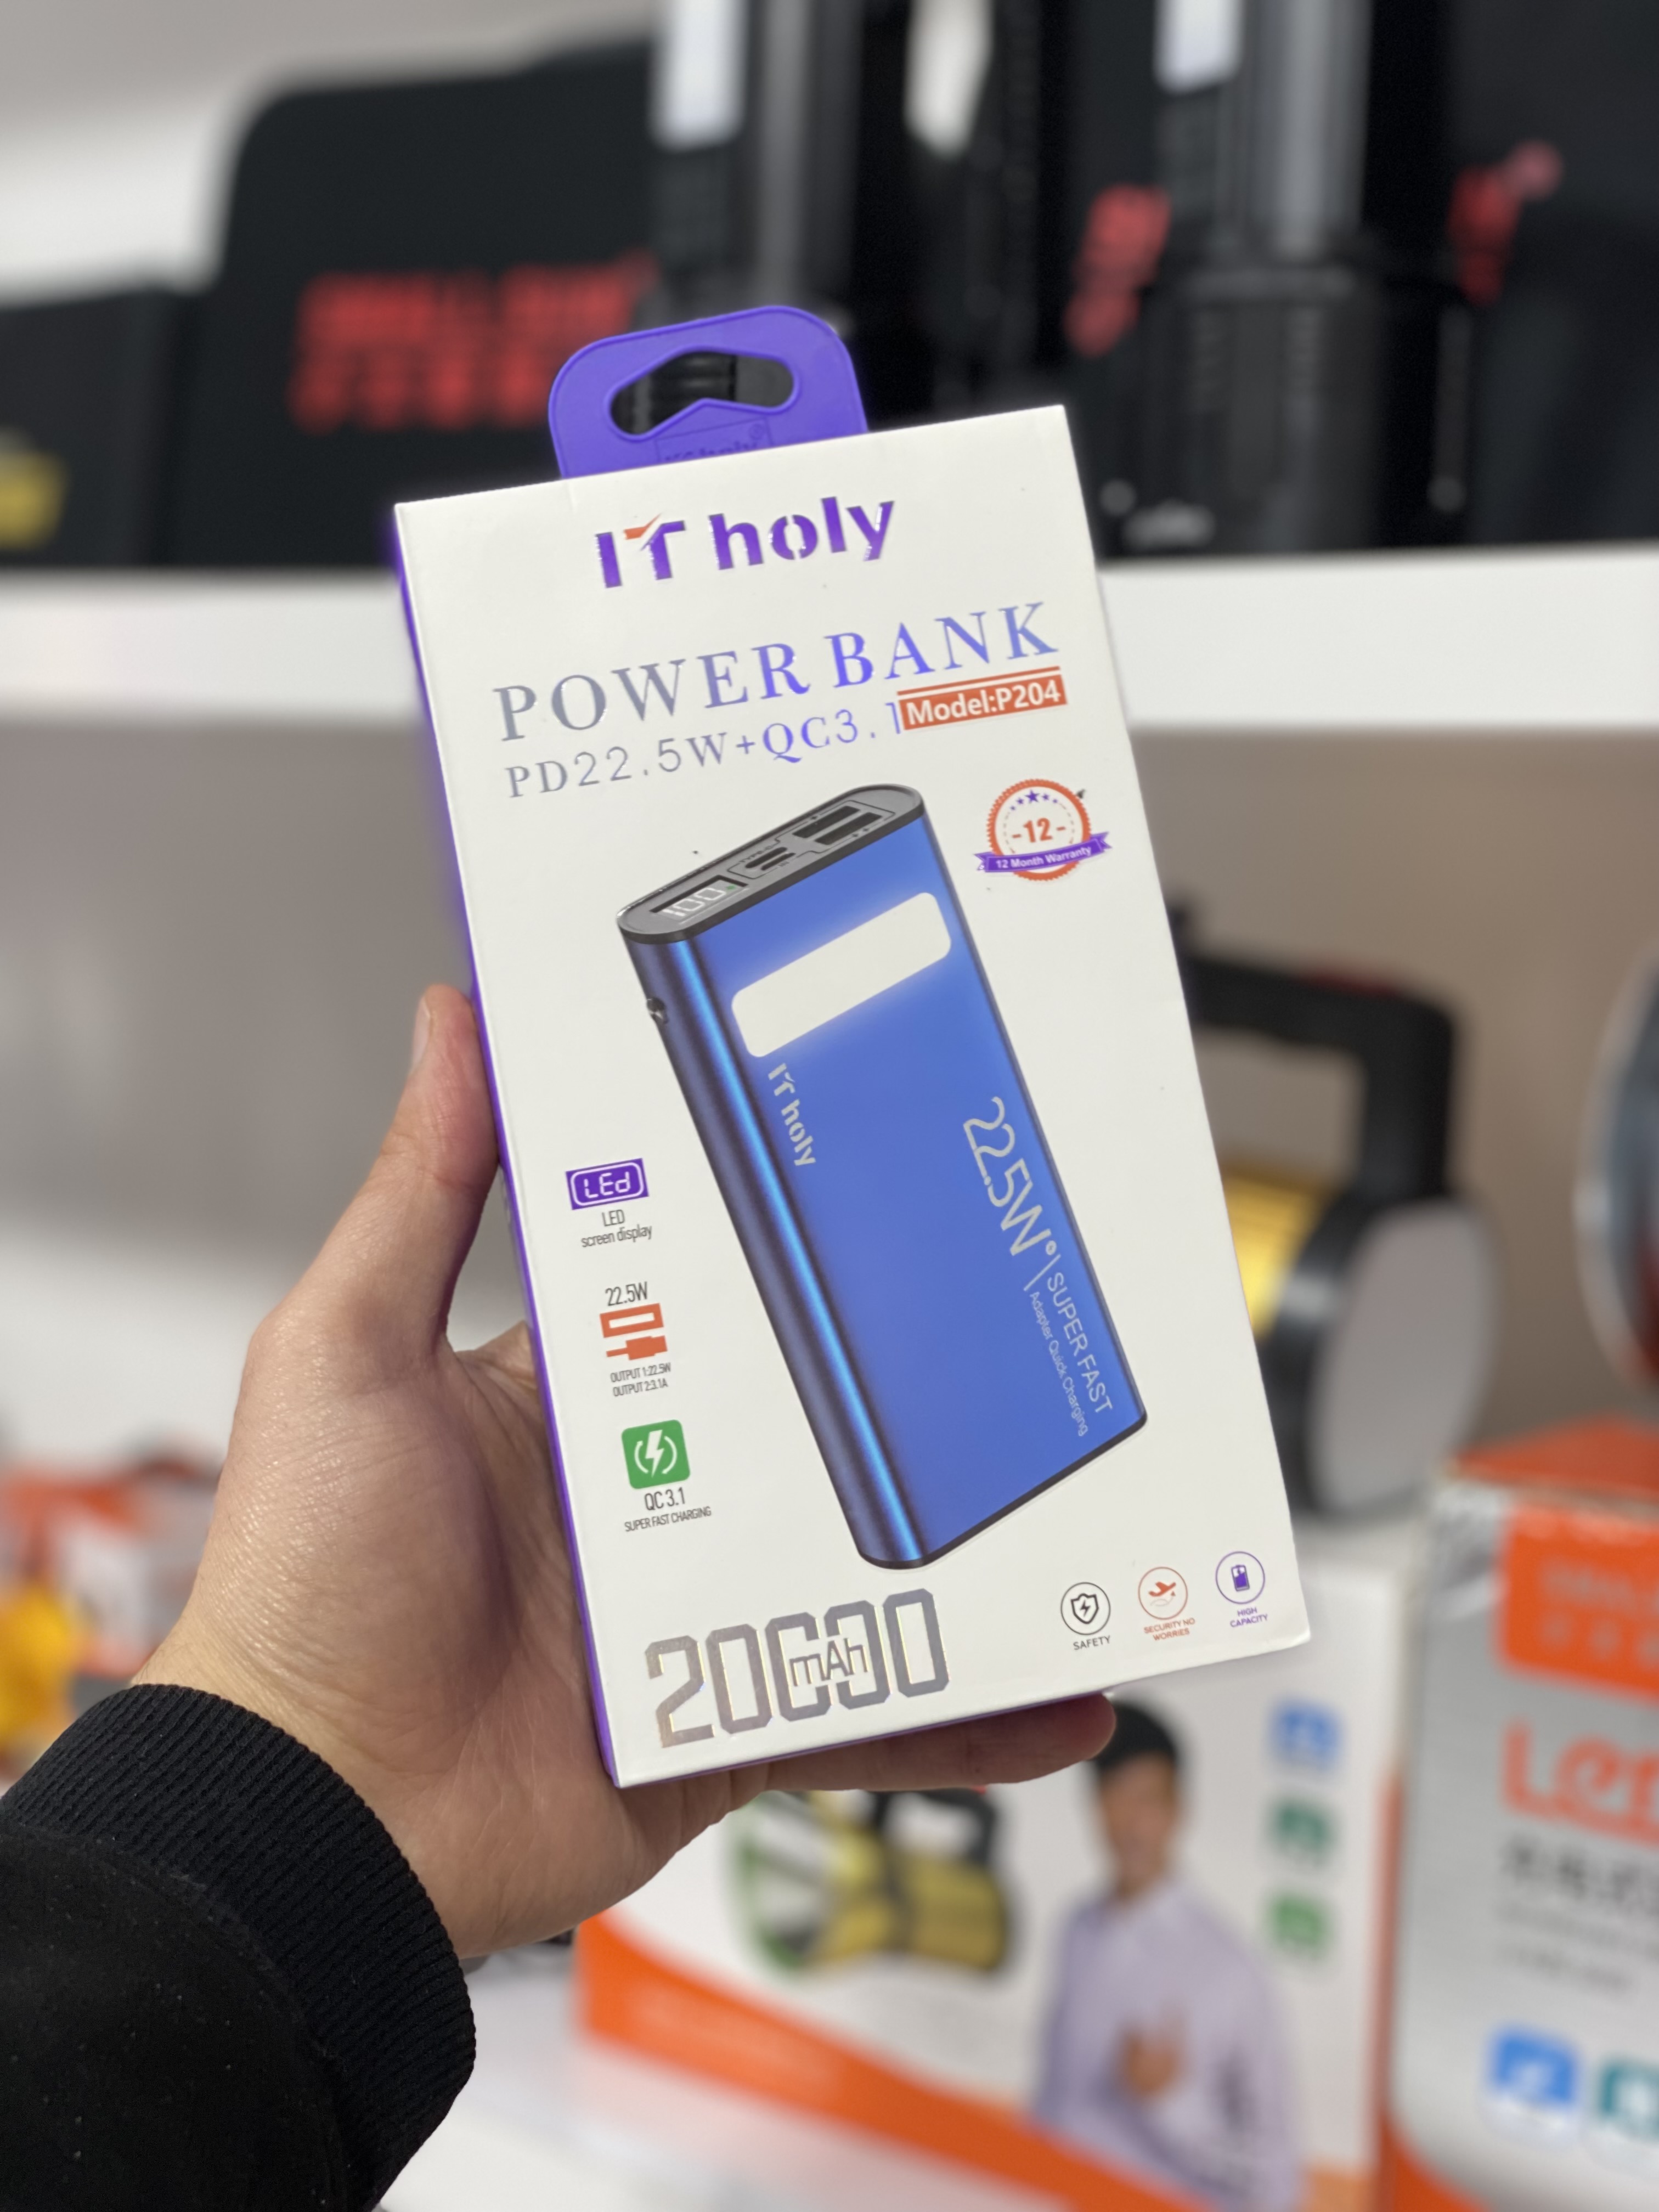 IT holy
POWER BANK
PD22.5W+QC3.1
Model:P204
-12-
12 Month Warranty
100
IT holy
22.5W
SUPER FAST
Adapter Quick Charging
LEd
LED
screen display
22.5W
OUTPUT 1:22.5W
OUTPUT 2:3.1A
QC 3.1
SUPER FAST CHARGING
20000
mAh
SAFETY
SECURITY NO
WORRIES
HIGH
CAPACITY